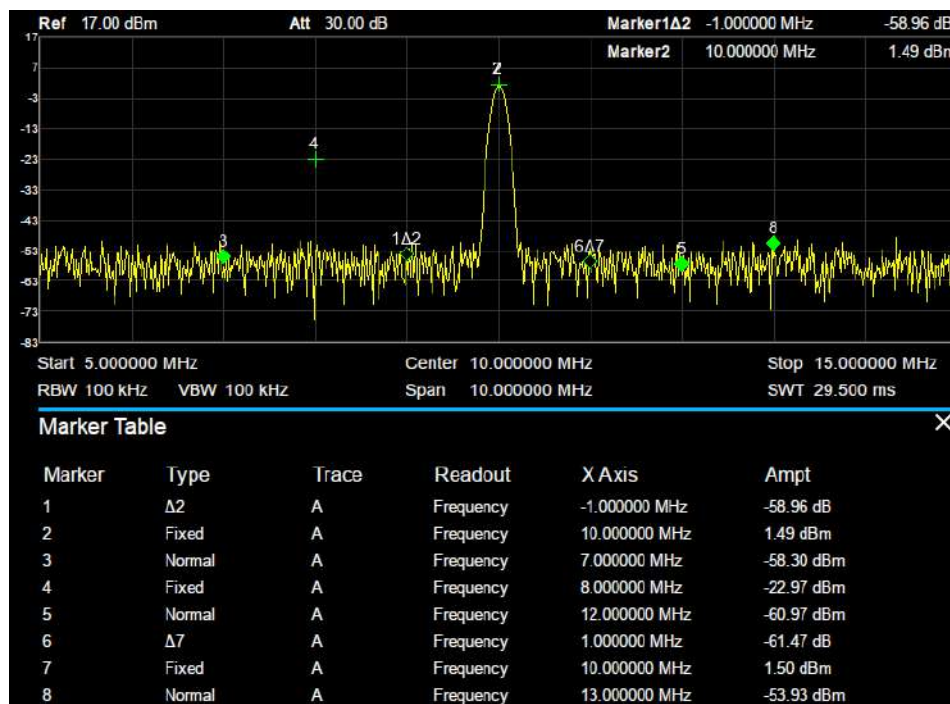 Ref 17.00 dBm Att 30.00 dB Marker1Δ2 -1.000000 MHz -58.96 dB
17 Marker2 10.000000 MHz 1.49 dBm
7 2
-3
-13
4
-23
-33
-43
3 1Δ2 6Δ7 5 8
-53
-63
-73
-83
Start 5.000000 MHz Center 10.000000 MHz Stop 15.000000 MHz
RBW 100 kHz VBW 100 kHz Span 10.000000 MHz SWT 29.500 ms
Marker Table
Marker Type Trace Readout X Axis Ampt
1 Δ2 A Frequency -1.000000 MHz -58.96 dB
2 Fixed A Frequency 10.000000 MHz 1.49 dBm
3 Normal A Frequency 7.000000 MHz -58.30 dBm
4 Fixed A Frequency 8.000000 MHz -22.97 dBm
5 Normal A Frequency 12.000000 MHz -60.97 dBm
6 Δ7 A Frequency 1.000000 MHz -61.47 dB
7 Fixed A Frequency 10.000000 MHz 1.50 dBm
8 Normal A Frequency 13.000000 MHz -53.93 dBm